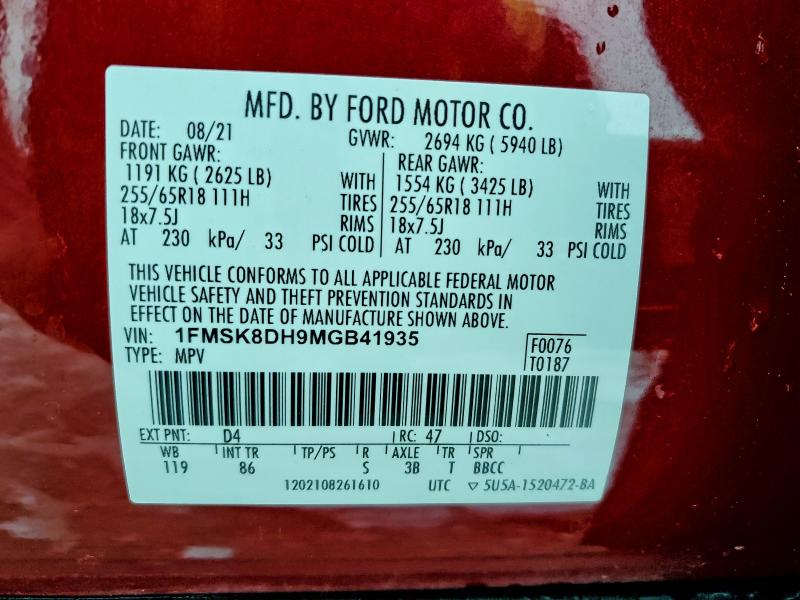 MFD. BY FORD MOTOR CO.
DATE: 08/21 GVWR: 2694 KG ( 5940 LB)
FRONT GAWR: REAR GAWR:
1191 KG ( 2625 LB) WITH 1554 KG ( 3425 LB) WITH
255/65R18 111H TIRES 255/65R18 111H TIRES
18x7.5J RIMS 18x7.5J RIMS
AT 230 kPa/ 33 PSI COLD AT 230 kPa/ 33 PSI COLD
THIS VEHICLE CONFORMS TO ALL APPLICABLE FEDERAL MOTOR
VEHICLE SAFETY AND THEFT PREVENTION STANDARDS IN
EFFECT ON THE DATE OF MANUFACTURE SHOWN ABOVE.
VIN: 1FMSK8DH9MGB41935 F0076
TYPE: MPV T0187
EXT PNT: D4 RC: 47 DSO:
WB INT TR TP/PS R AXLE TR SPR
119 86 S 3B T BBCC
1202108261610 UTC ▽ 5U5A-1520472-BA